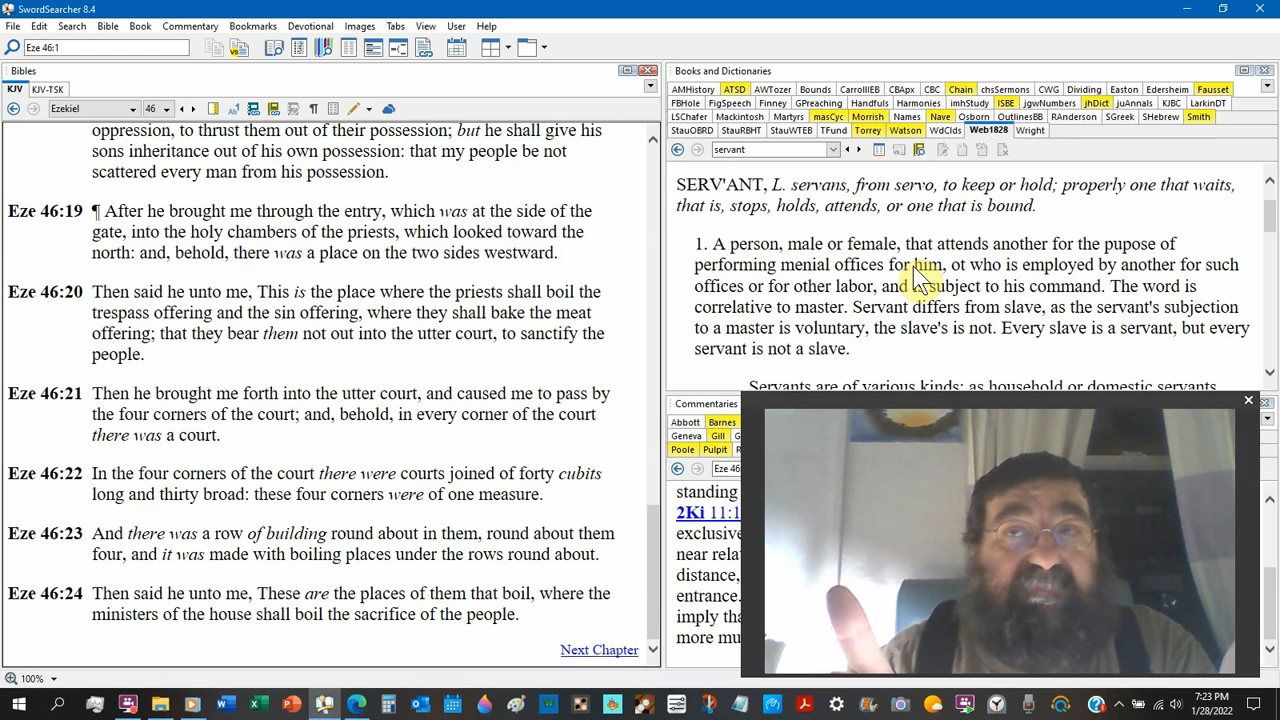 SwordSearcher 8.4
File Edit Search Bible Book Commentary Bookmarks Devotional Images Tabs View User Help
Eze 46:1
Bibles
KJV KJV-TSK
Ezekiel 46
oppression, to thrust them out of their possession; but he shall give his
sons inheritance out of his own possession: that my people be not
scattered every man from his possession.
Eze 46:19 ¶ After he brought me through the entry, which was at the side of the
gate, into the holy chambers of the priests, which looked toward the
north: and, behold, there was a place on the two sides westward.
Eze 46:20 Then said he unto me, This is the place where the priests shall boil the
trespass offering and the sin offering, where they shall bake the meat
offering; that they bear them not out into the utter court, to sanctify the
people.
Eze 46:21 Then he brought me forth into the utter court, and caused me to pass by
the four corners of the court; and, behold, in every corner of the court
there was a court.
Eze 46:22 In the four corners of the court there were courts joined of forty cubits
long and thirty broad: these four corners were of one measure.
Eze 46:23 And there was a row of building round about in them, round about them
four, and it was made with boiling places under the rows round about.
Eze 46:24 Then said he unto me, These are the places of them that boil, where the
ministers of the house shall boil the sacrifice of the people.
Next Chapter
100%
Books and Dictionaries
AMHistory ATSD AWTozer Bounds CarrollIEB CBApx CBC Chain chsSermons CWG Dividing Easton Edersheim Fausset
FBHole FigSpeech Finney GPreaching Handfuls Harmonies imhStudy ISBE jgwNumbers jhDict juAnnals KJBC LarkinDT
LSChafer Mackintosh Martyrs masCyc Morrish Names Nave Osborn OutlinesBB RAnderson SGreek SHebrew Smith
StauOBRD StauRBHT StauWTEB TFund Torrey Watson WdClds Web1828 Wright
servant
SERV'ANT, L. servans, from servo, to keep or hold; properly one that waits,
that is, stops, holds, attends, or one that is bound.
1. A person, male or female, that attends another for the pupose of
performing menial offices for him, ot who is employed by another for such
offices or for other labor, and subject to his command. The word is
correlative to master. Servant differs from slave, as the servant's subjection
to a master is voluntary, the slave's is not. Every slave is a servant, but every
servant is not a slave.
Servants are of various kinds; as household or domestic servants
Commentaries
Abbott Barnes
Geneva Gill
Poole Pulpit
Eze 46
standing
2Ki 11:1
exclusive
near rela
distance,
entrance.
imply tha
more mu
7:23 PM
1/28/2022